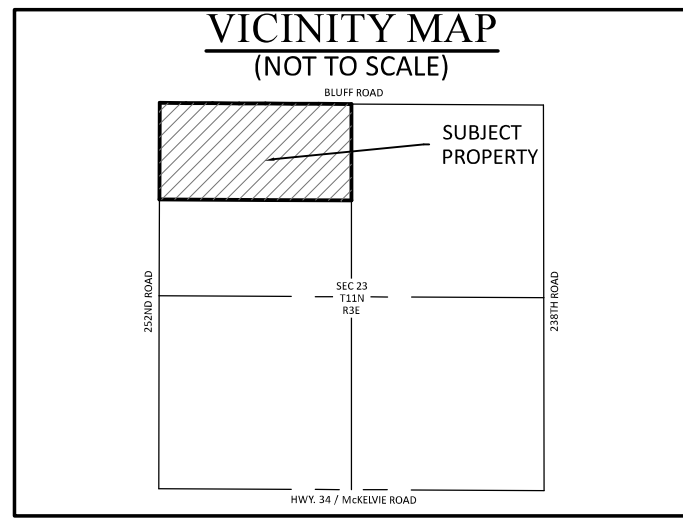 VICINITY MAP
(NOT TO SCALE)
BLUFF ROAD
SUBJECT
PROPERTY
252ND ROAD
SEC 23
T11N
R3E
238TH ROAD
HWY. 34 / McKELVIE ROAD